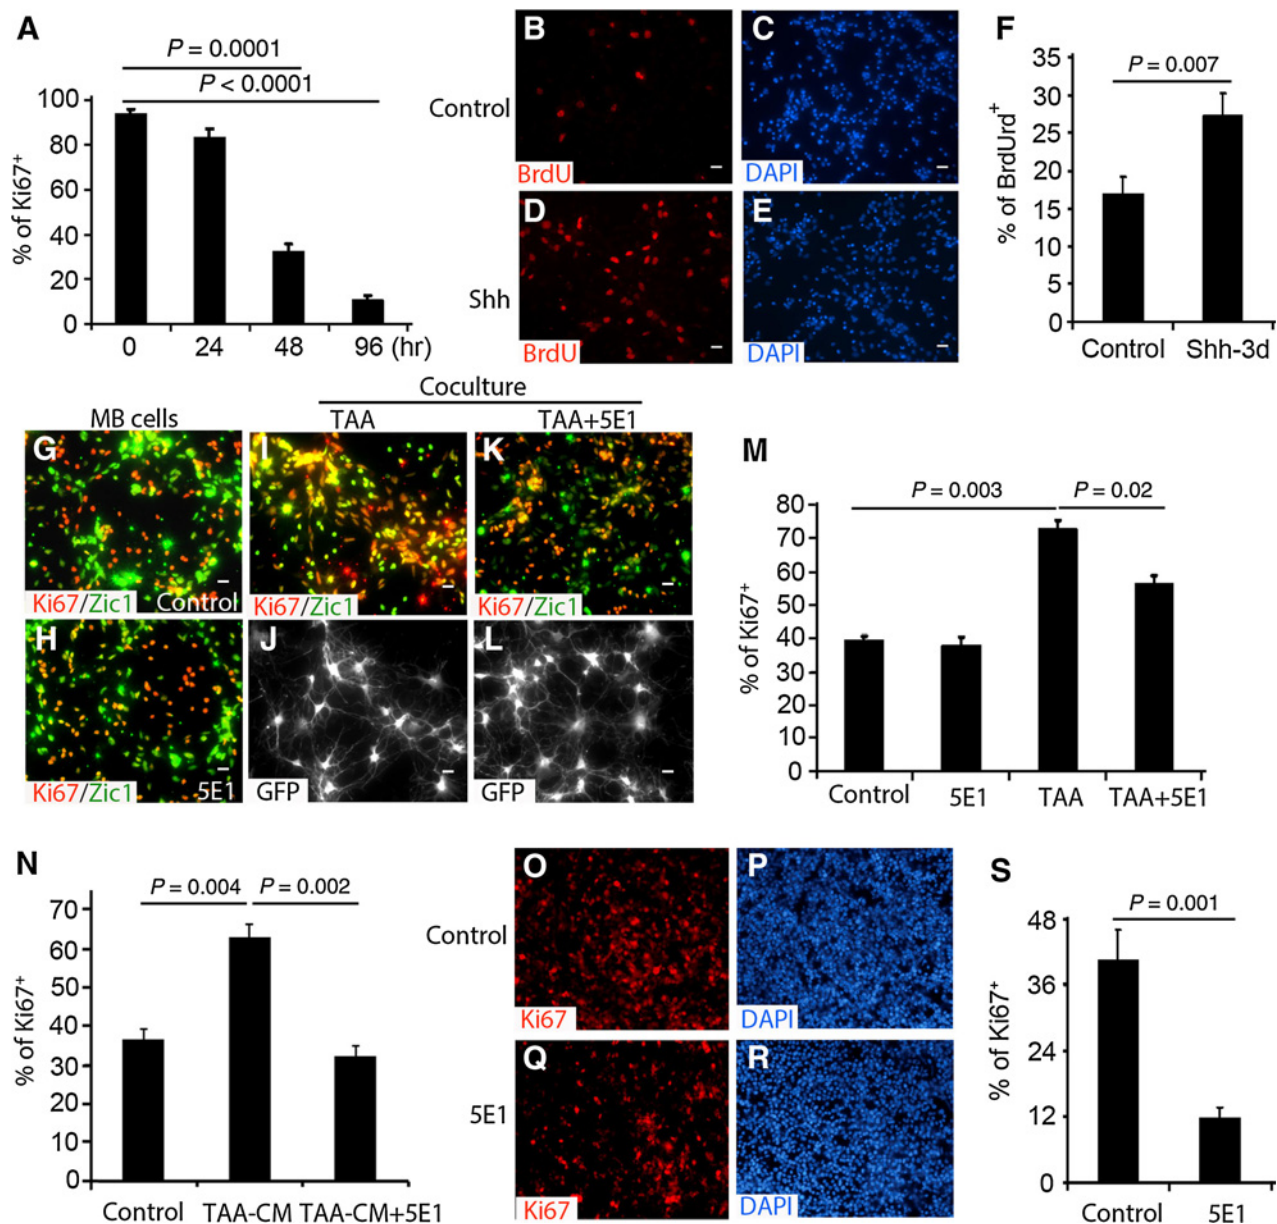 A
P = 0.0001
P < 0.0001
% of Ki67+
100
80
60
40
20
0
0 24 48 96 (hr)
Control
Shh
B
BrdU
C
DAPI
D
BrdU
E
DAPI
F
P = 0.007
% of BrdUrd+
35
30
25
20
15
10
5
0
Control Shh-3d
Coculture
MB cells TAA TAA+5E1
G
Ki67/Zic1 Control
I
Ki67/Zic1
K
Ki67/Zic1
H
Ki67/Zic1 5E1
J
GFP
L
GFP
M
P = 0.003 P = 0.02
% of Ki67+
80
70
60
50
40
30
20
10
0
Control 5E1 TAA TAA+5E1
N
P = 0.004 P = 0.002
% of Ki67+
70
60
50
40
30
20
10
0
Control TAA-CM TAA-CM+5E1
Control
5E1
O
Ki67
P
DAPI
Q
Ki67
R
DAPI
S
P = 0.001
% of Ki67+
48
36
24
12
0
Control 5E1